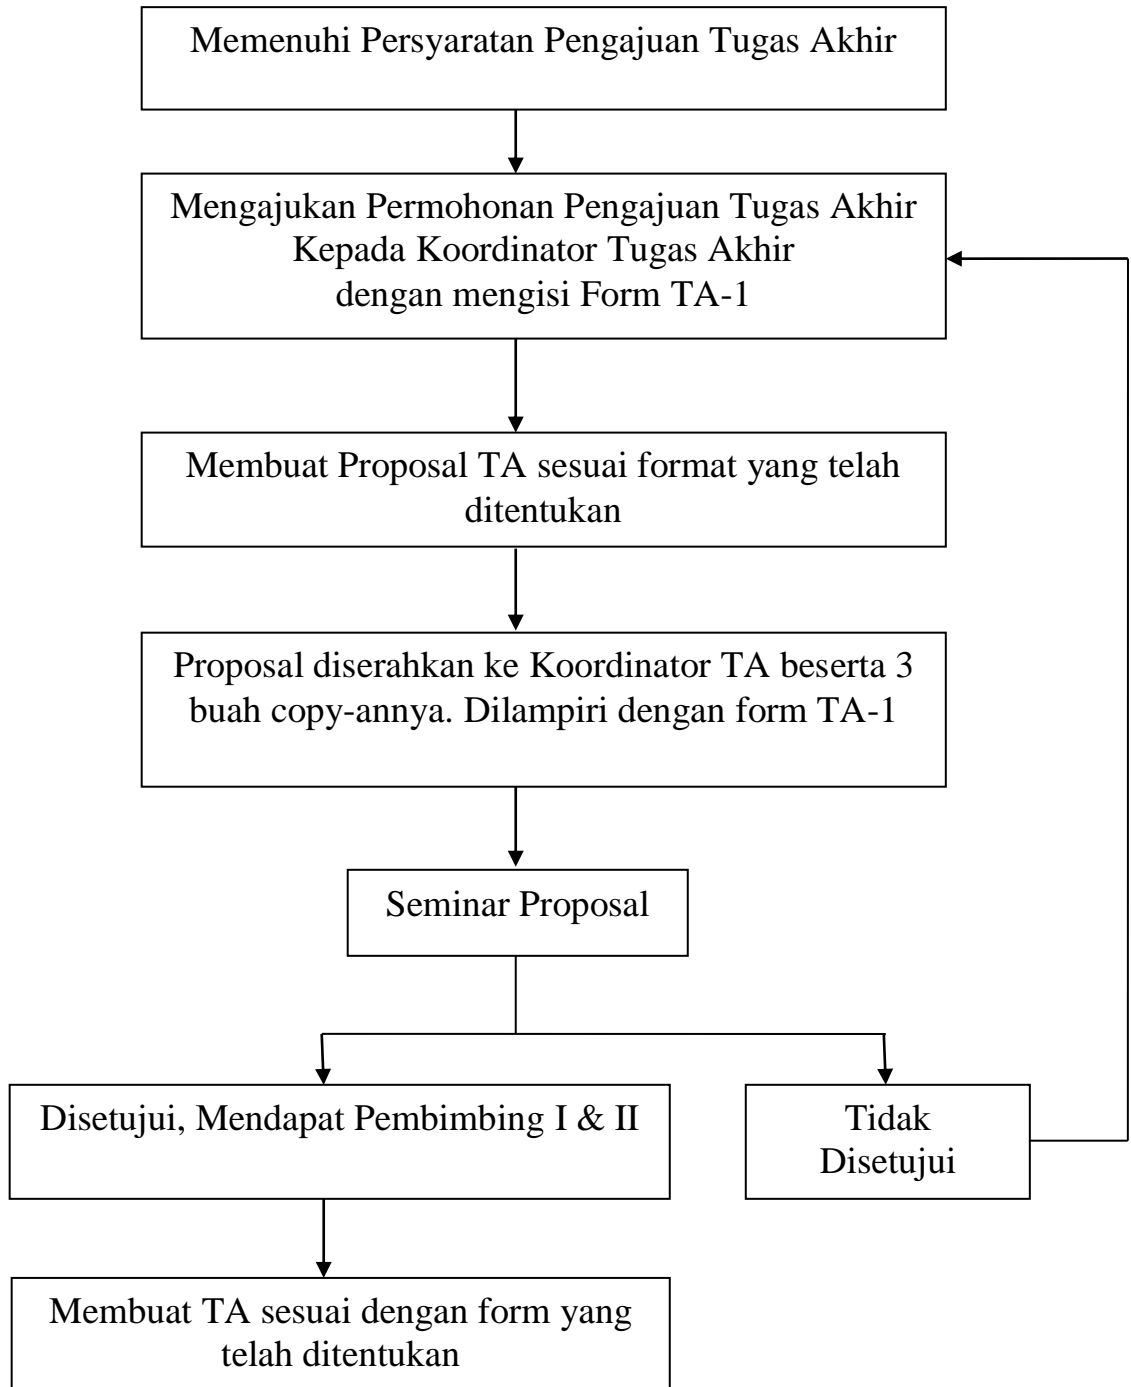 Memenuhi Persyaratan Pengajuan Tugas Akhir
Mengajukan Permohonan Pengajuan Tugas Akhir
Kepada Koordinator Tugas Akhir
dengan mengisi Form TA-1
Membuat Proposal TA sesuai format yang telah
ditentukan
Proposal diserahkan ke Koordinator TA beserta 3
buah copy-annya. Dilampiri dengan form TA-1
Seminar Proposal
Disetujui, Mendapat Pembimbing I & II
Tidak
Disetujui
Membuat TA sesuai dengan form yang
telah ditentukan